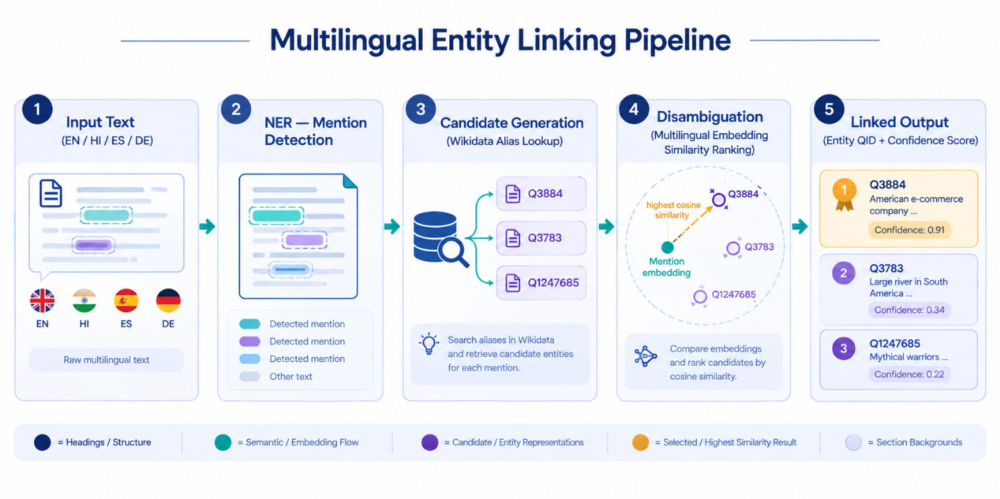 Multilingual Entity Linking Pipeline
1
Input Text
(EN / HI / ES / DE)
EN
HI
ES
DE
Raw multilingual text
2
NER — Mention
Detection
Detected mention
Detected mention
Detected mention
Other text
3
Candidate Generation
(Wikidata Alias Lookup)
Q3884
Q3783
Q1247685
Search aliases in Wikidata
and retrieve candidate entities
for each mention.
4
Disambiguation
(Multilingual Embedding
Similarity Ranking)
highest cosine
similarity
Q3884
Q3783
Mention
embedding
Q1247685
Compare embeddings
and rank candidates by
cosine similarity.
5
Linked Output
(Entity QID + Confidence Score)
1
Q3884
American e-commerce
company ...
Confidence: 0.91
2
Q3783
Large river in South
America ...
Confidence: 0.34
3
Q1247685
Mythical warriors ...
Confidence: 0.22
= Headings / Structure
= Semantic / Embedding Flow
= Candidate / Entity Representations
= Selected / Highest Similarity Result
= Section Backgrounds